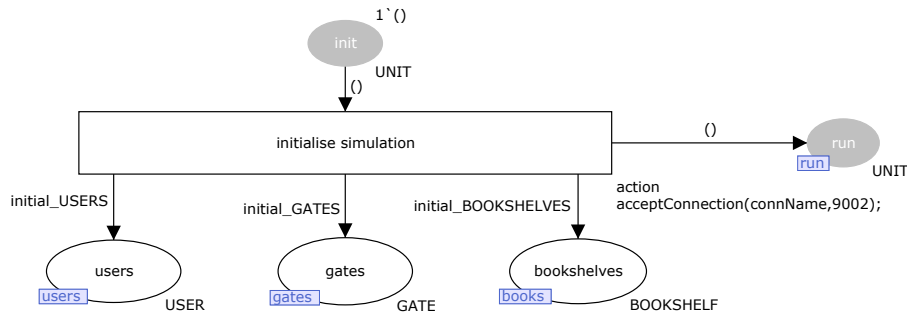 1`()
init
UNIT
()
initialise simulation
()
run
run
UNIT
action
acceptConnection(connName,9002);
initial_USERS
initial_GATES
initial_BOOKSHELVES
users
gates
bookshelves
users
gates
books
USER
GATE
BOOKSHELF